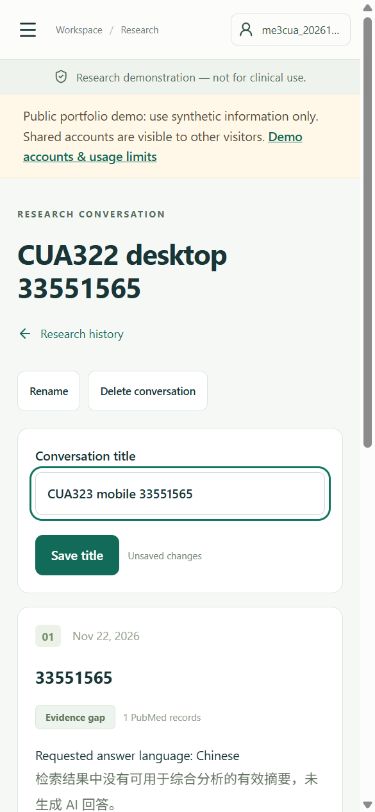 Workspace / Research
me3cua_20261...
Research demonstration — not for clinical use.
Public portfolio demo: use synthetic information only.
Shared accounts are visible to other visitors. Demo
accounts & usage limits
RESEARCH CONVERSATION
CUA322 desktop
33551565
Research history
Rename
Delete conversation
Conversation title
CUA323 mobile 33551565
Save title
Unsaved changes
01
Nov 22, 2026
33551565
Evidence gap
1 PubMed records
Requested answer language: Chinese
检索结果中没有可用于综合分析的有效摘要，未
生成 AI 回答。